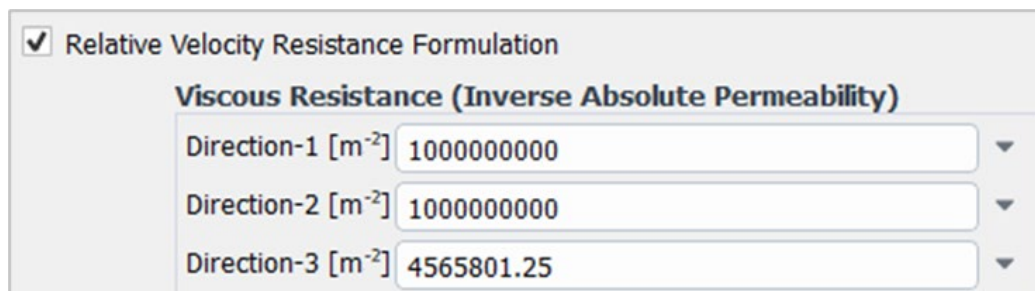 Relative Velocity Resistance Formulation
Viscous Resistance (Inverse Absolute Permeability)
Direction-1 [m⁻²] 1000000000
Direction-2 [m⁻²] 1000000000
Direction-3 [m⁻²] 4565801.25